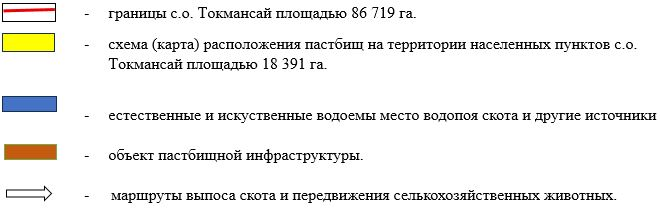 - границы с.о. Токмансай площадью 86 719 га.
- схема (карта) расположения пастбищ на территории населенных пунктов с.о.
Токмансай площадью 18 391 га.
- естественные и искуственные водоемы место водопоя скота и другие источники
- объект пастбищной инфраструктуры.
- маршруты выпоса скота и передвижения селькохозяйственных животных.